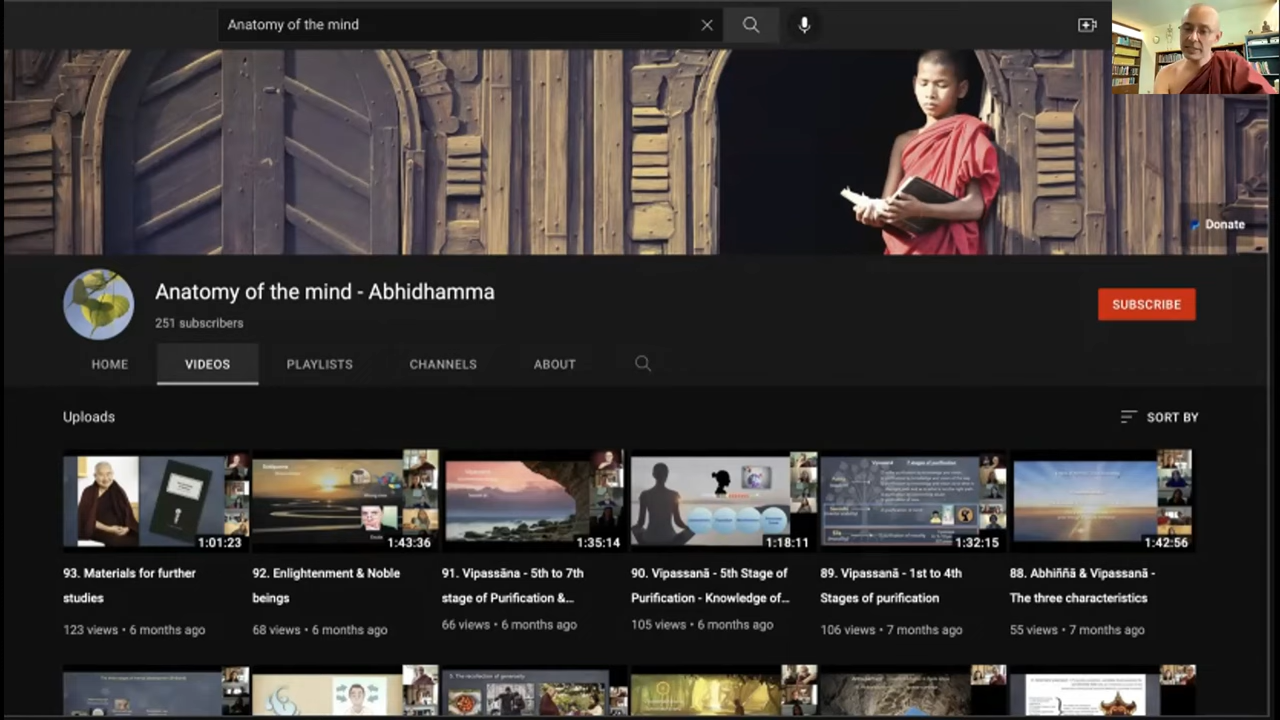 Anatomy of the mind
Donate
Anatomy of the mind - Abhidhamma
251 subscribers
SUBSCRIBE
HOME VIDEOS PLAYLISTS CHANNELS ABOUT
Uploads
SORT BY
1:01:23 1:43:36 1:35:14 1:18:11 1:32:15 1:42:56
93. Materials for further
studies
123 views • 6 months ago
92. Enlightenment & Noble
beings
68 views • 6 months ago
91. Vipassāna - 5th to 7th
stage of Purification &...
66 views • 6 months ago
90. Vipassanā - 5th Stage of
Purification - Knowledge of...
105 views • 6 months ago
89. Vipassanā - 1st to 4th
Stages of purification
106 views • 7 months ago
88. Abhiññā & Vipassanā -
The three characteristics
55 views • 7 months ago